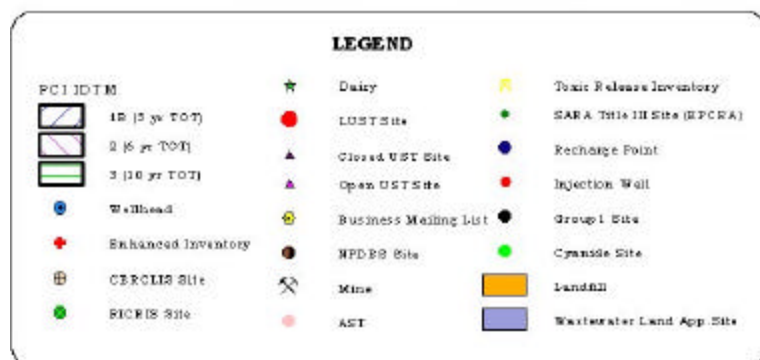 LEGEND
PCI IDTM
1B (3 yr TOT)
2 (6 yr TOT)
3 (10 yr TOT)
Wellhead
Enhanced Inventory
CERCLIS Site
RICRIS Site
Dairy
LUST Site
Closed UST Site
Open UST Site
Business Mailing List
NPDES Site
Mine
AST
Toxic Release Inventory
SARA Title III Site (EPCRA)
Recharge Point
Injection Well
Group1 Site
Cyanide Site
Landfill
Wastewater Land App. Site